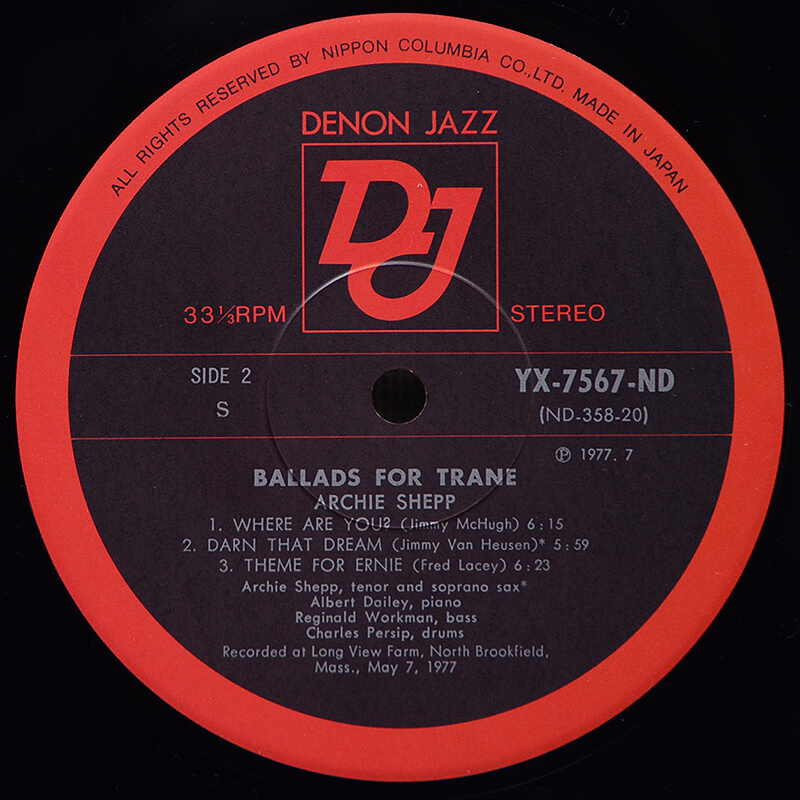 ALL RIGHTS RESERVED BY NIPPON COLUMBIA CO.,LTD. MADE IN JAPAN
DENON JAZZ
DJ
33⅓RPM
STEREO
SIDE 2
YX-7567-ND
S
(ND-358-20)
Ⓟ 1977. 7
BALLADS FOR TRANE
ARCHIE SHEPP
1. WHERE ARE YOU? (Jimmy McHugh) 6:15
2. DARN THAT DREAM (Jimmy Van Heusen)* 5:59
3. THEME FOR ERNIE (Fred Lacey) 6:23
Archie Shepp, tenor and soprano sax*
Albert Dailey, piano
Reginald Workman, bass
Charles Persip, drums
Recorded at Long View Farm, North Brookfield,
Mass., May 7, 1977